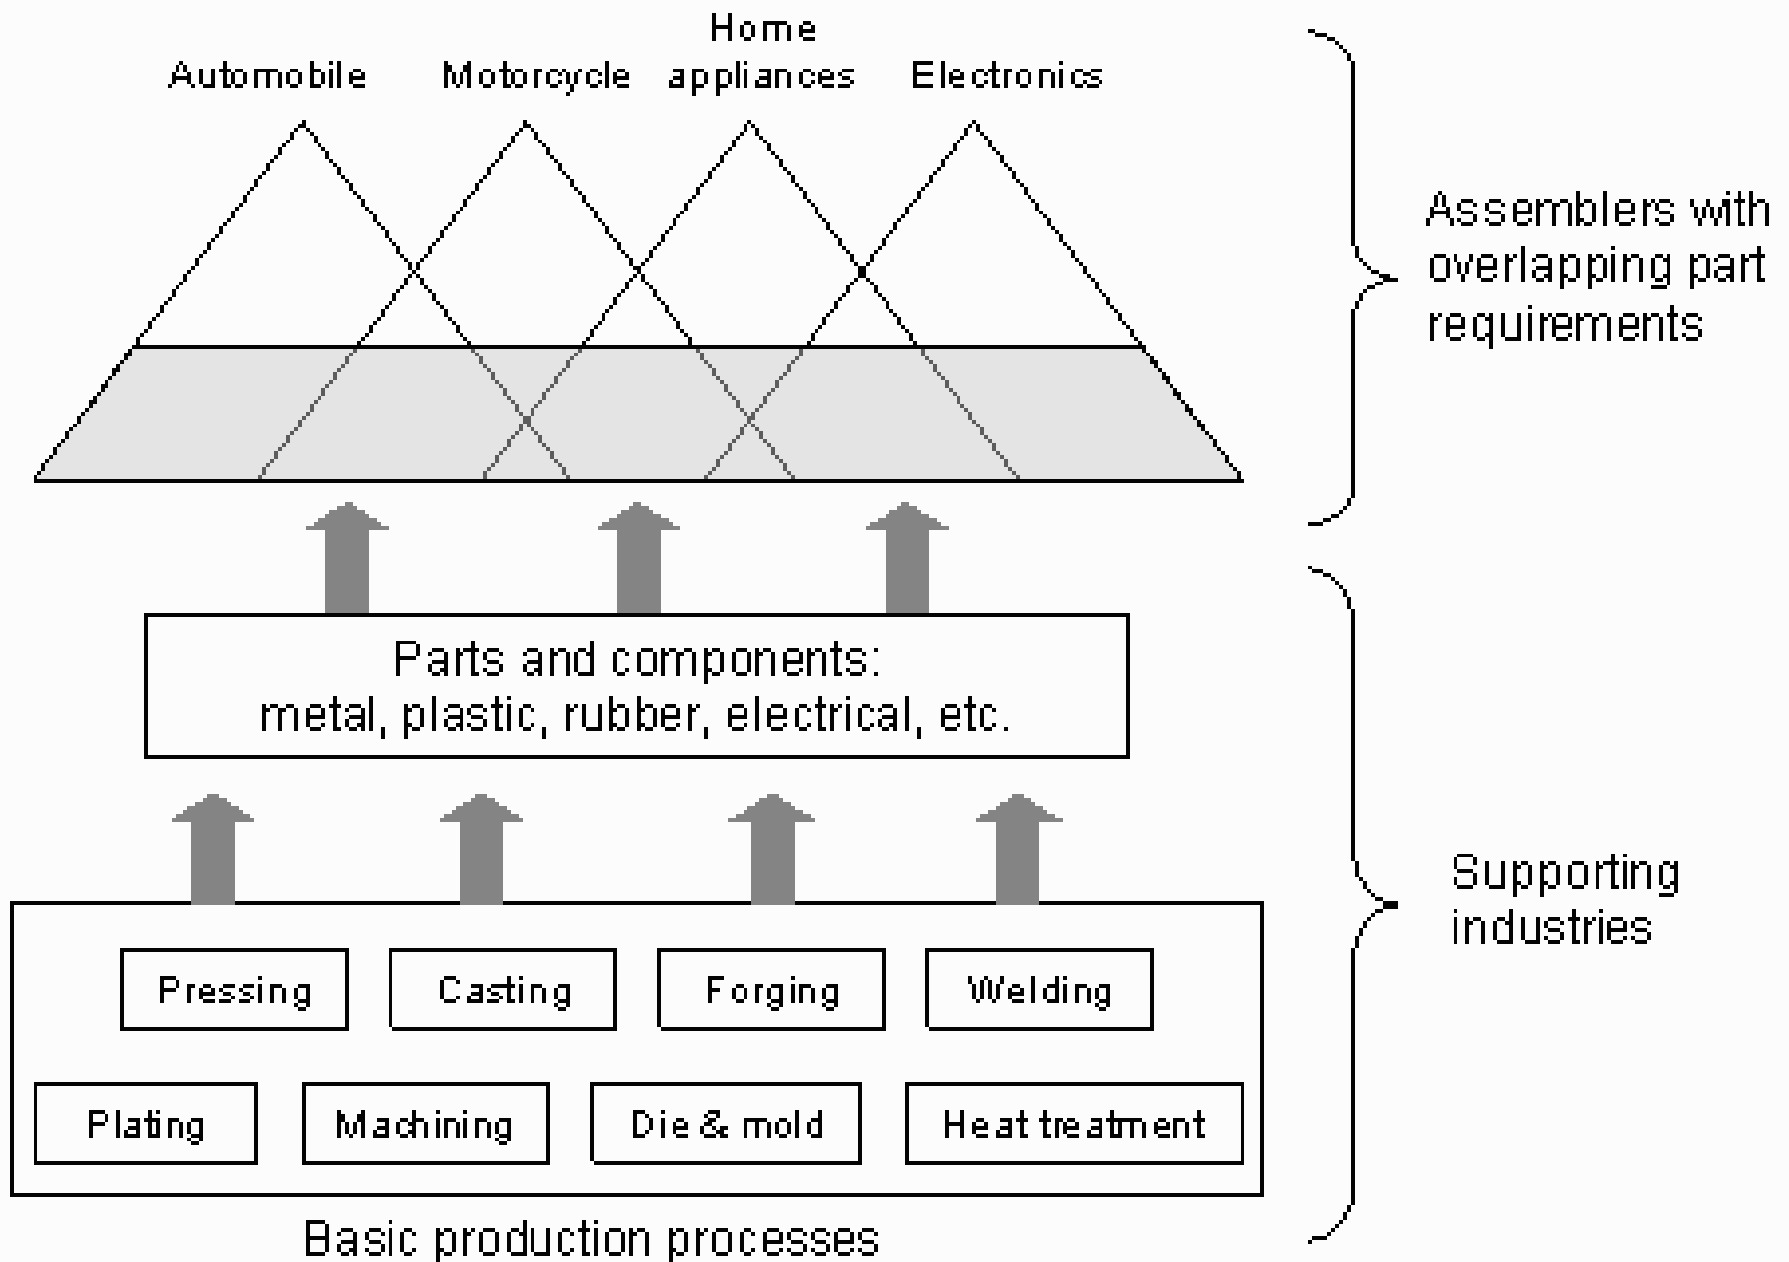 Home
Automobile Motorcycle appliances Electronics
Assemblers with
overlapping part
requirements
Parts and components:
metal, plastic, rubber, electrical, etc.
Supporting
industries
Pressing Casting Forging Welding
Plating Machining Die & mold Heat treatment
Basic production processes